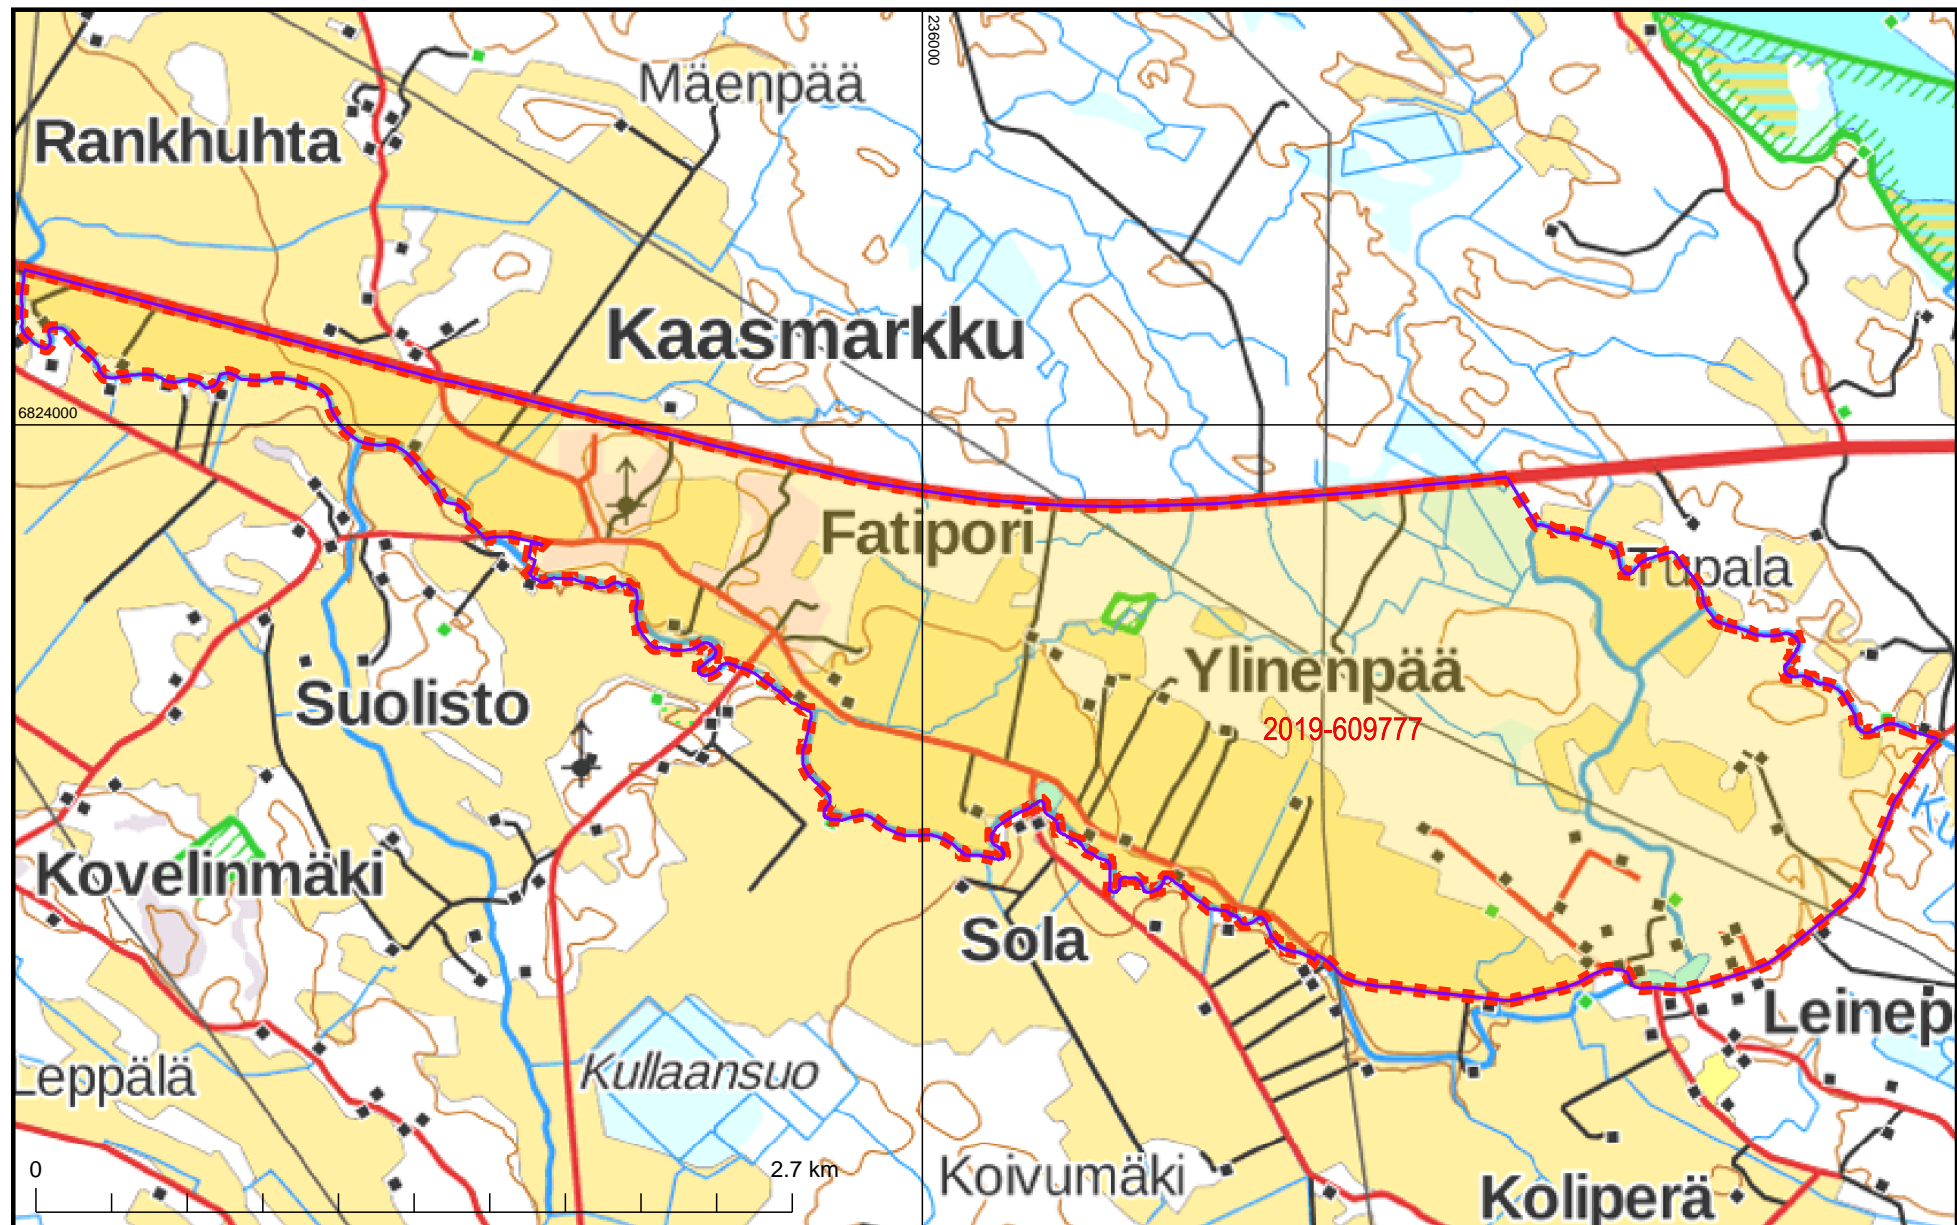 236000
Mäenpää
Rankhuhta
Kaasmarkku
6824000
Fatipori
Tupala
Ylinenpää
2019-609777
Suolisto
Kovelinmäki
Sola
Leinep
Leppälä
Kullaansuo
Koivumäki
Koliperä
0 2.7 km